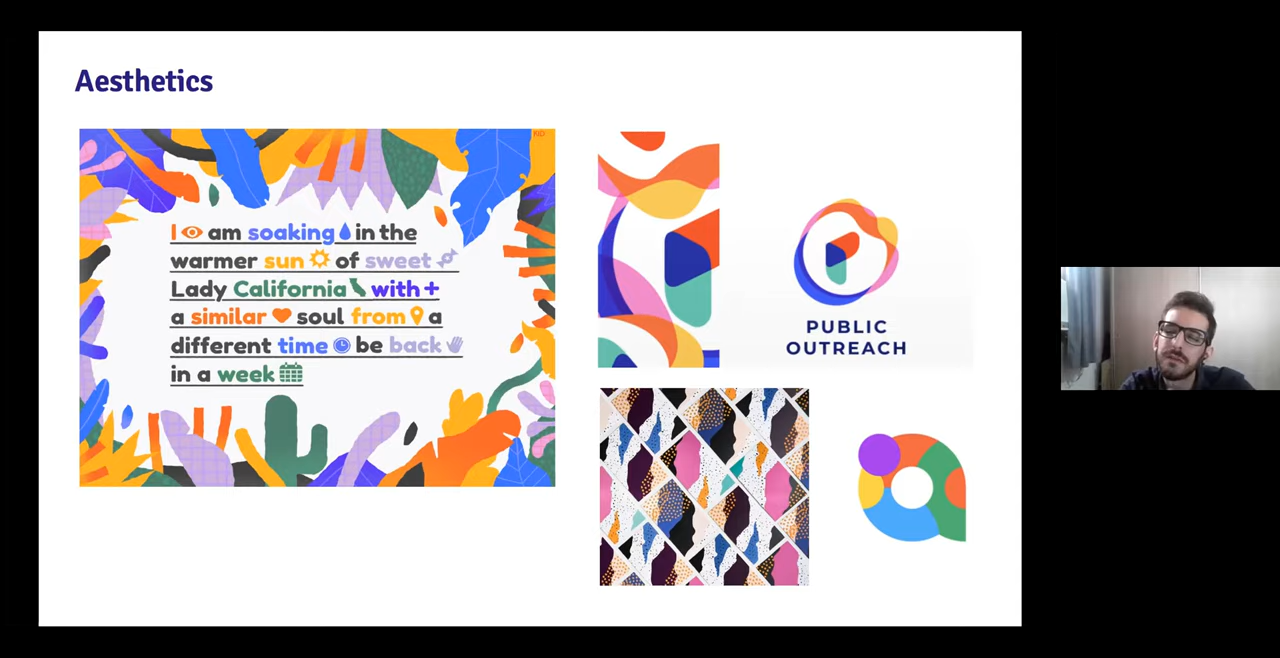 Aesthetics
KID
I am soaking in the
warmer sun of sweet
Lady California with +
a similar soul from a
different time be back
in a week
PUBLIC
OUTREACH